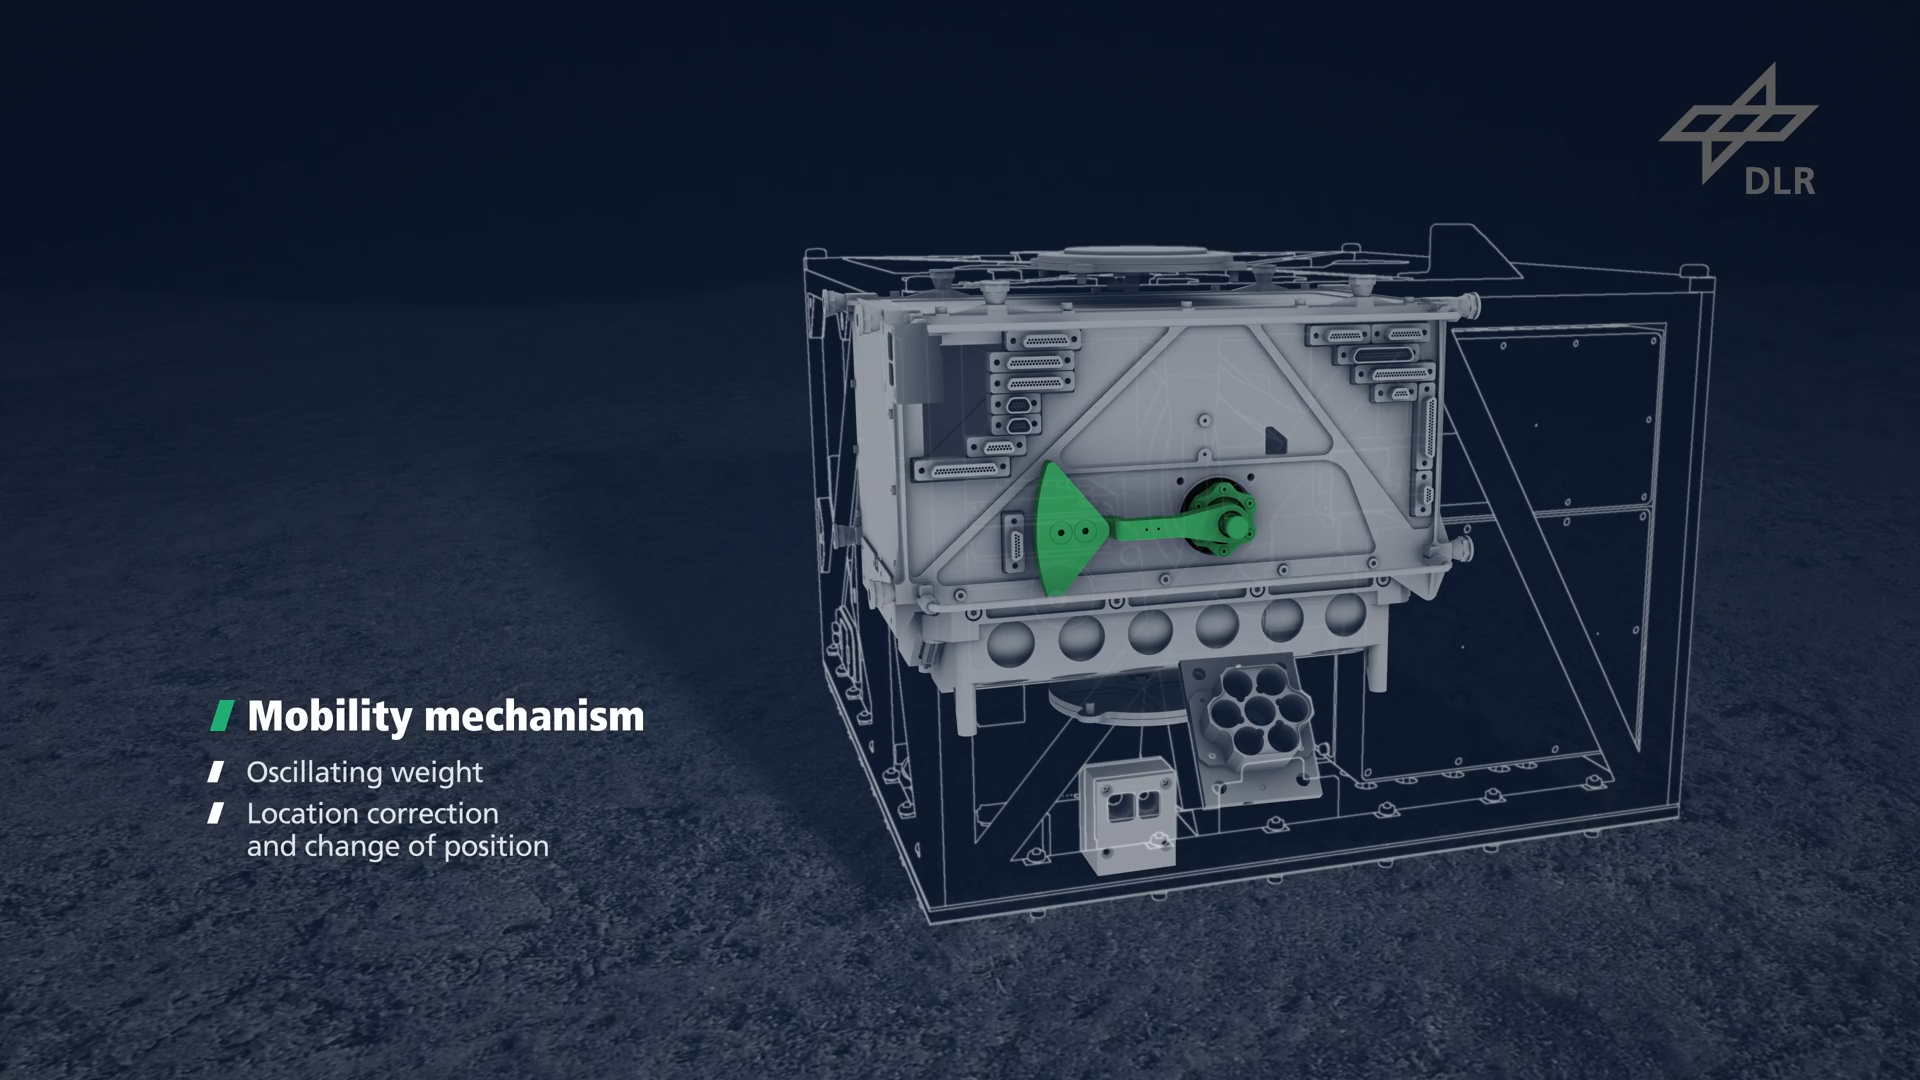 DLR
Mobility mechanism
Oscillating weight
Location correction
and change of position